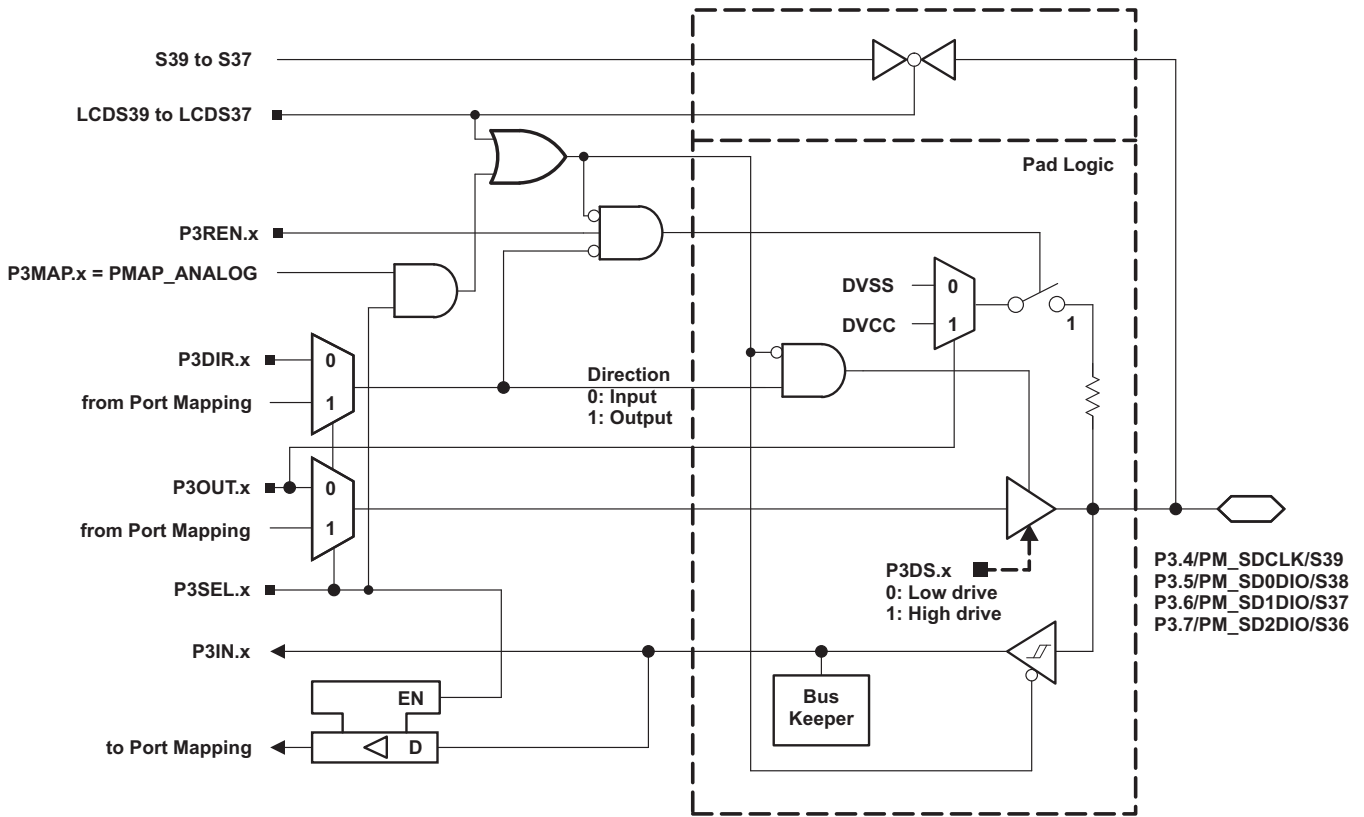 S39 to S37
LCDS39 to LCDS37
Pad Logic
P3REN.x
P3MAP.x = PMAP_ANALOG
DVSS
0
DVCC
1
1
P3DIR.x
0
from Port Mapping
1
Direction
0: Input
1: Output
P3OUT.x
0
from Port Mapping
1
P3SEL.x
P3DS.x
0: Low drive
1: High drive
P3.4/PM_SDCLK/S39
P3.5/PM_SD0DIO/S38
P3.6/PM_SD1DIO/S37
P3.7/PM_SD2DIO/S36
P3IN.x
Bus
Keeper
EN
to Port Mapping
D